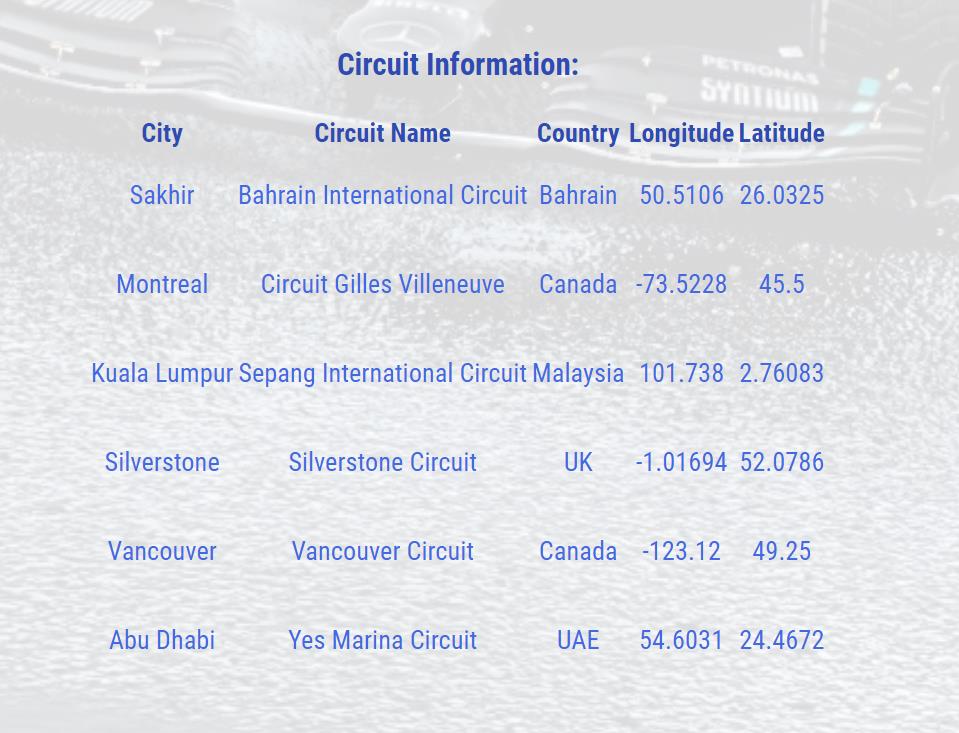 PIRELLI
PETRONAS
SYNTIUM
Circuit Information:
City Circuit Name Country Longitude Latitude
Sakhir Bahrain International Circuit Bahrain 50.5106 26.0325
Montreal Circuit Gilles Villeneuve Canada -73.5228 45.5
Kuala Lumpur Sepang International Circuit Malaysia 101.738 2.76083
Silverstone Silverstone Circuit UK -1.01694 52.0786
Vancouver Vancouver Circuit Canada -123.12 49.25
Abu Dhabi Yes Marina Circuit UAE 54.6031 24.4672